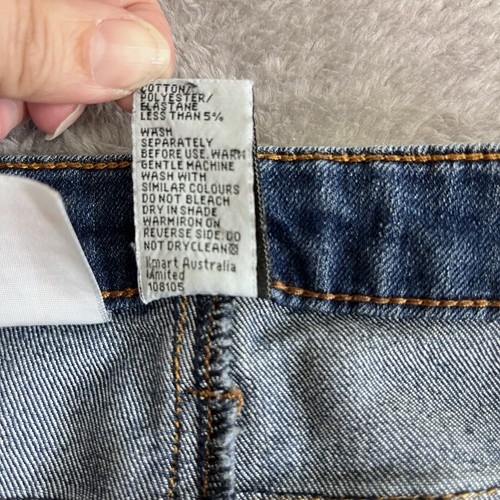 COTTON/
POLYESTER/
ELASTANE
LESS THAN 5%
WASH
SEPARATELY
BEFORE USE. WARM
GENTLE MACHINE
WASH WITH
SIMILAR COLOURS
DO NOT BLEACH
DRY IN SHADE
WARM IRON ON
REVERSE SIDE. DO
NOT DRYCLEAN
Kmart Australia
Limited
108105